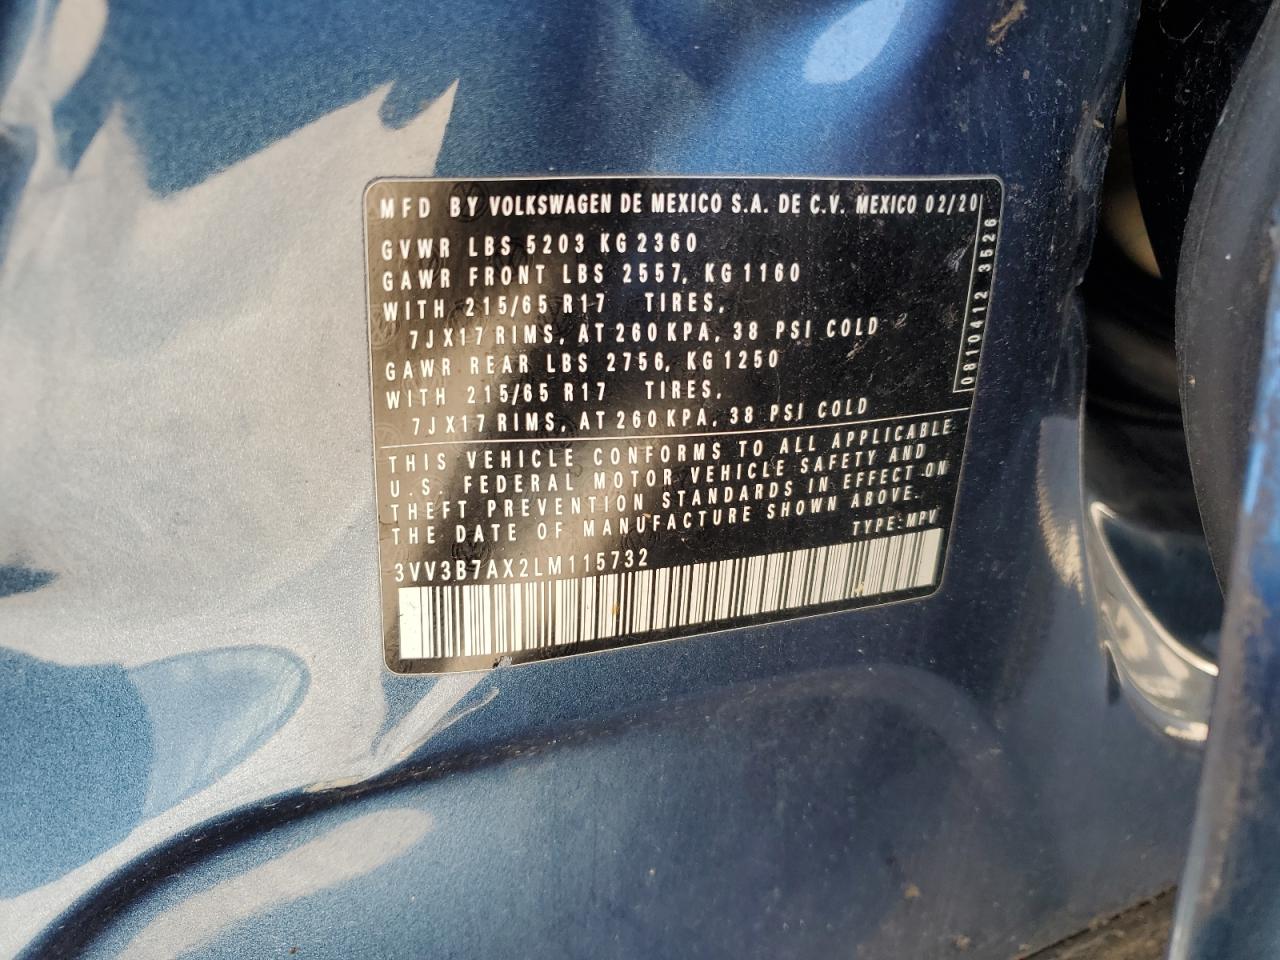 MFD BY VOLKSWAGEN DE MEXICO S.A. DE C.V. MEXICO 02/20
GVWR LBS 5203 KG 2360
GAWR FRONT LBS 2557, KG 1160
WITH 215/65 R17 TIRES,
7JX17 RIMS, AT 260 KPA, 38 PSI COLD
GAWR REAR LBS 2756, KG 1250
WITH 215/65 R17 TIRES,
7JX17 RIMS, AT 260 KPA, 38 PSI COLD
0810412 3526
THIS VEHICLE CONFORMS TO ALL APPLICABLE
U.S. FEDERAL MOTOR VEHICLE SAFETY AND
THEFT PREVENTION STANDARDS IN EFFECT ON
THE DATE OF MANUFACTURE SHOWN ABOVE.
TYPE: MPV
3VV3B7AX2LM115732